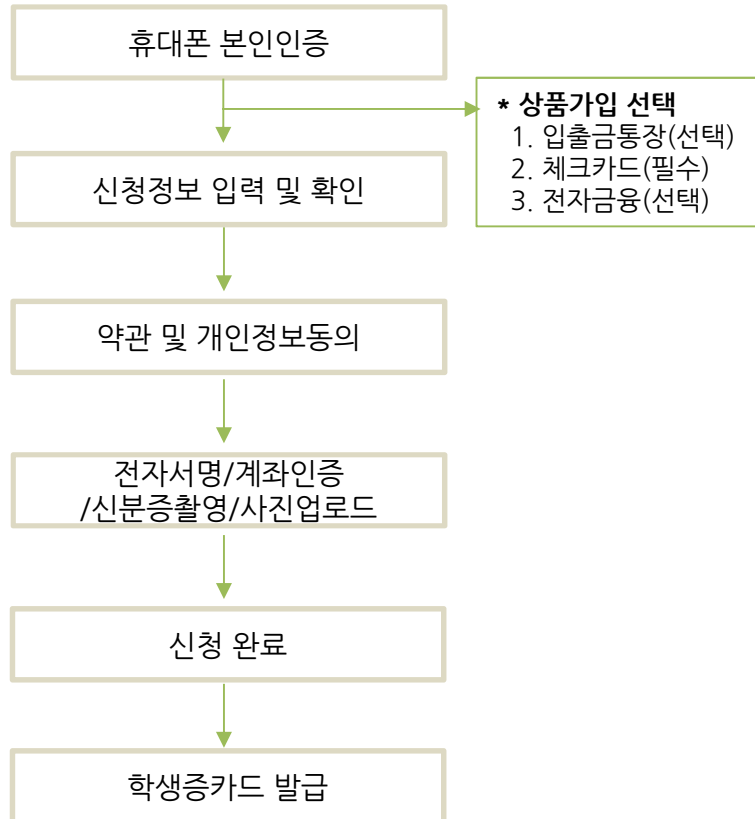 휴대폰 본인인증
* 상품가입 선택
1. 입출금통장(선택)
2. 체크카드(필수)
3. 전자금융(선택)
신청정보 입력 및 확인
약관 및 개인정보동의
전자서명/계좌인증
/신분증촬영/사진업로드
신청 완료
학생증카드 발급